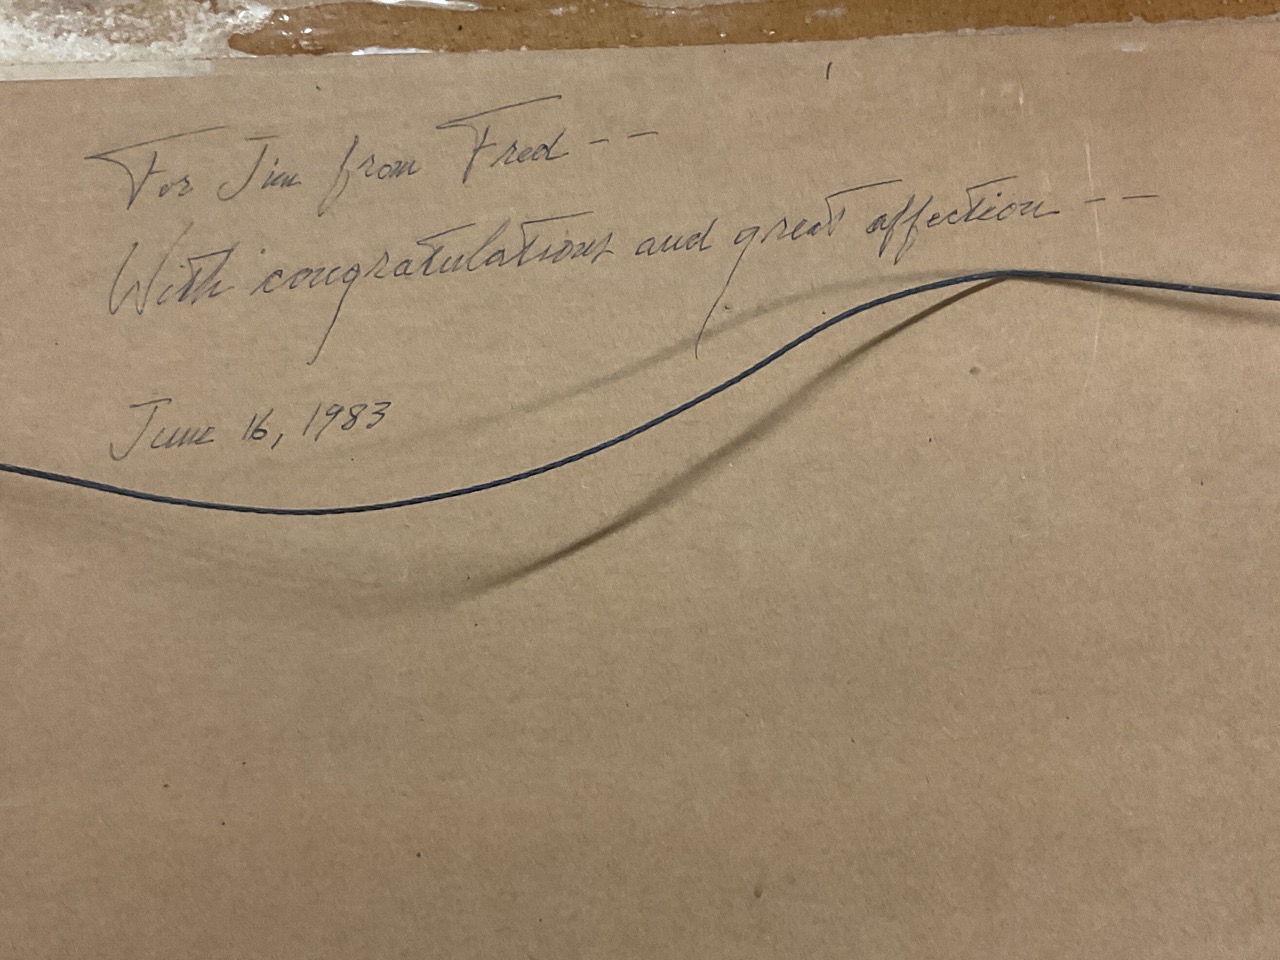 For Jim from Fred --
With congratulations and great affection --
June 16, 1983